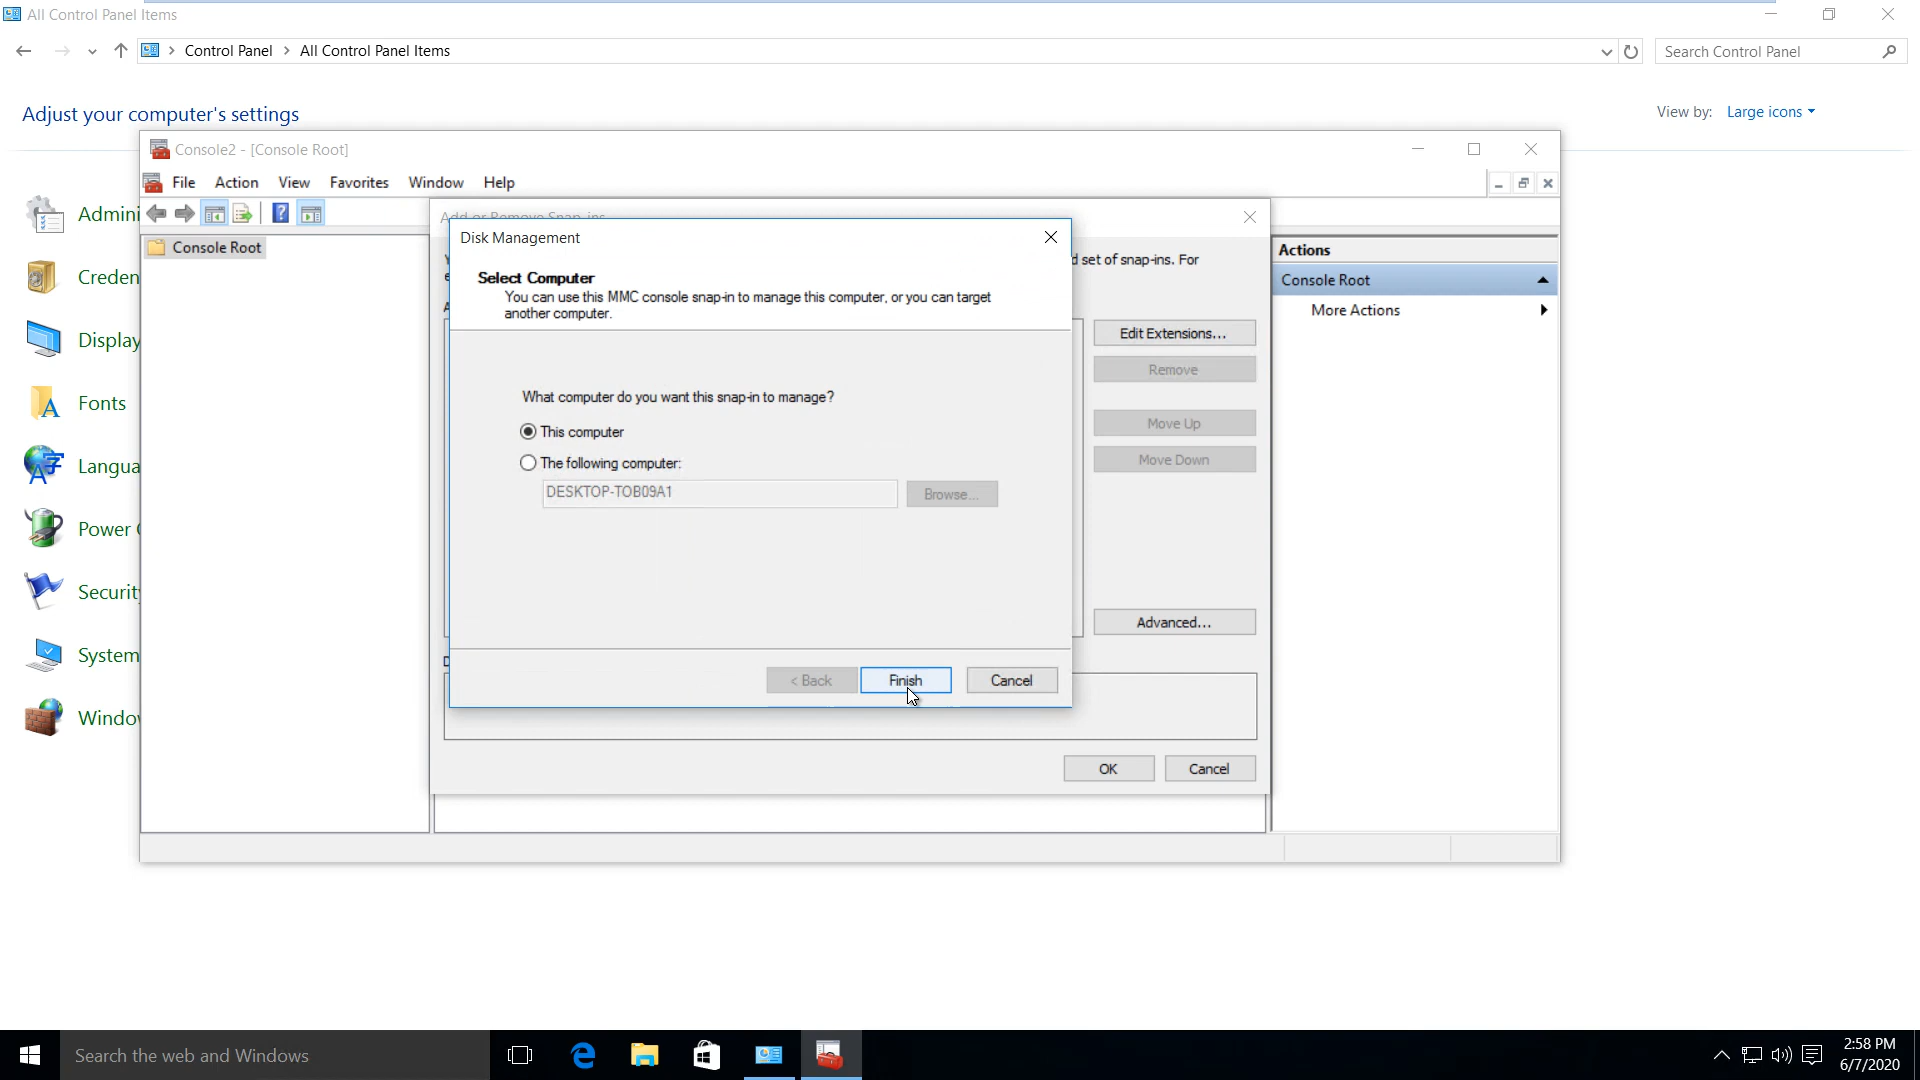 All Control Panel Items
Control Panel > All Control Panel Items
Search Control Panel
Adjust your computer's settings
View by: Large icons
Console2 - [Console Root]
File Action View Favorites Window Help
Admini
Creden
Display
Fonts
Langua
Power
Securit
System
Window
Console Root
Add or Remove Snap-ins
d set of snap-ins. For
Disk Management
Select Computer
You can use this MMC console snap-in to manage this computer, or you can target
another computer.
What computer do you want this snap-in to manage?
This computer
The following computer:
DESKTOP-TOB09A1
Browse...
< Back
Finish
Cancel
Edit Extensions...
Remove
Move Up
Move Down
Advanced...
OK
Cancel
Actions
Console Root
More Actions
Search the web and Windows
2:58 PM
6/7/2020